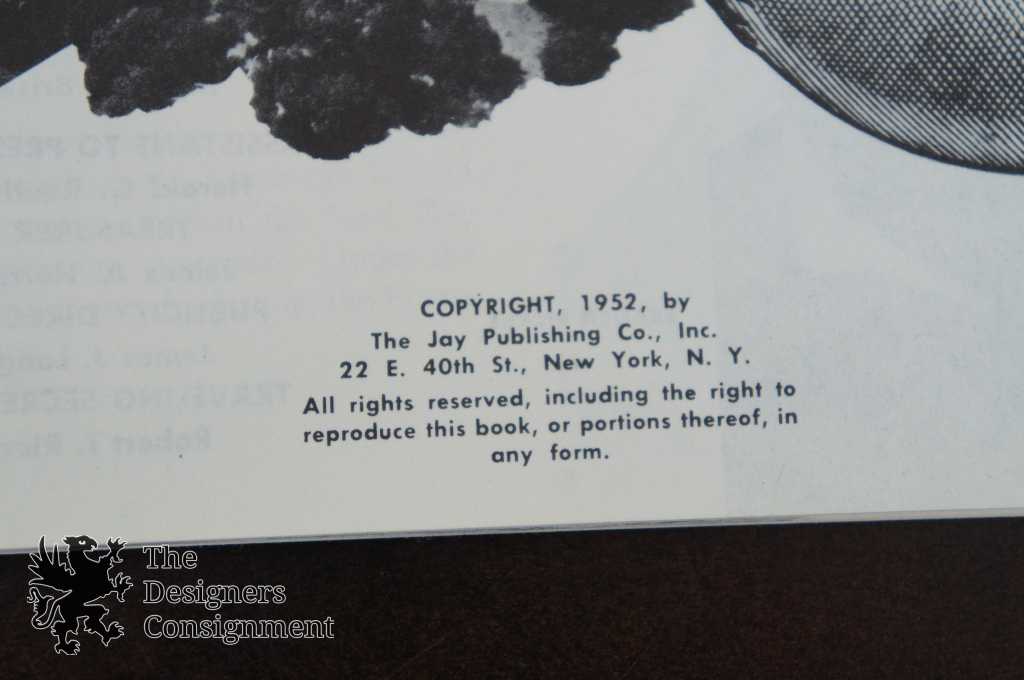 COPYRIGHT, 1952, by
The Jay Publishing Co., Inc.
22 E. 40th St., New York, N. Y.
All rights reserved, including the right to
reproduce this book, or portions thereof, in
any form.
The
Designers
Consignment